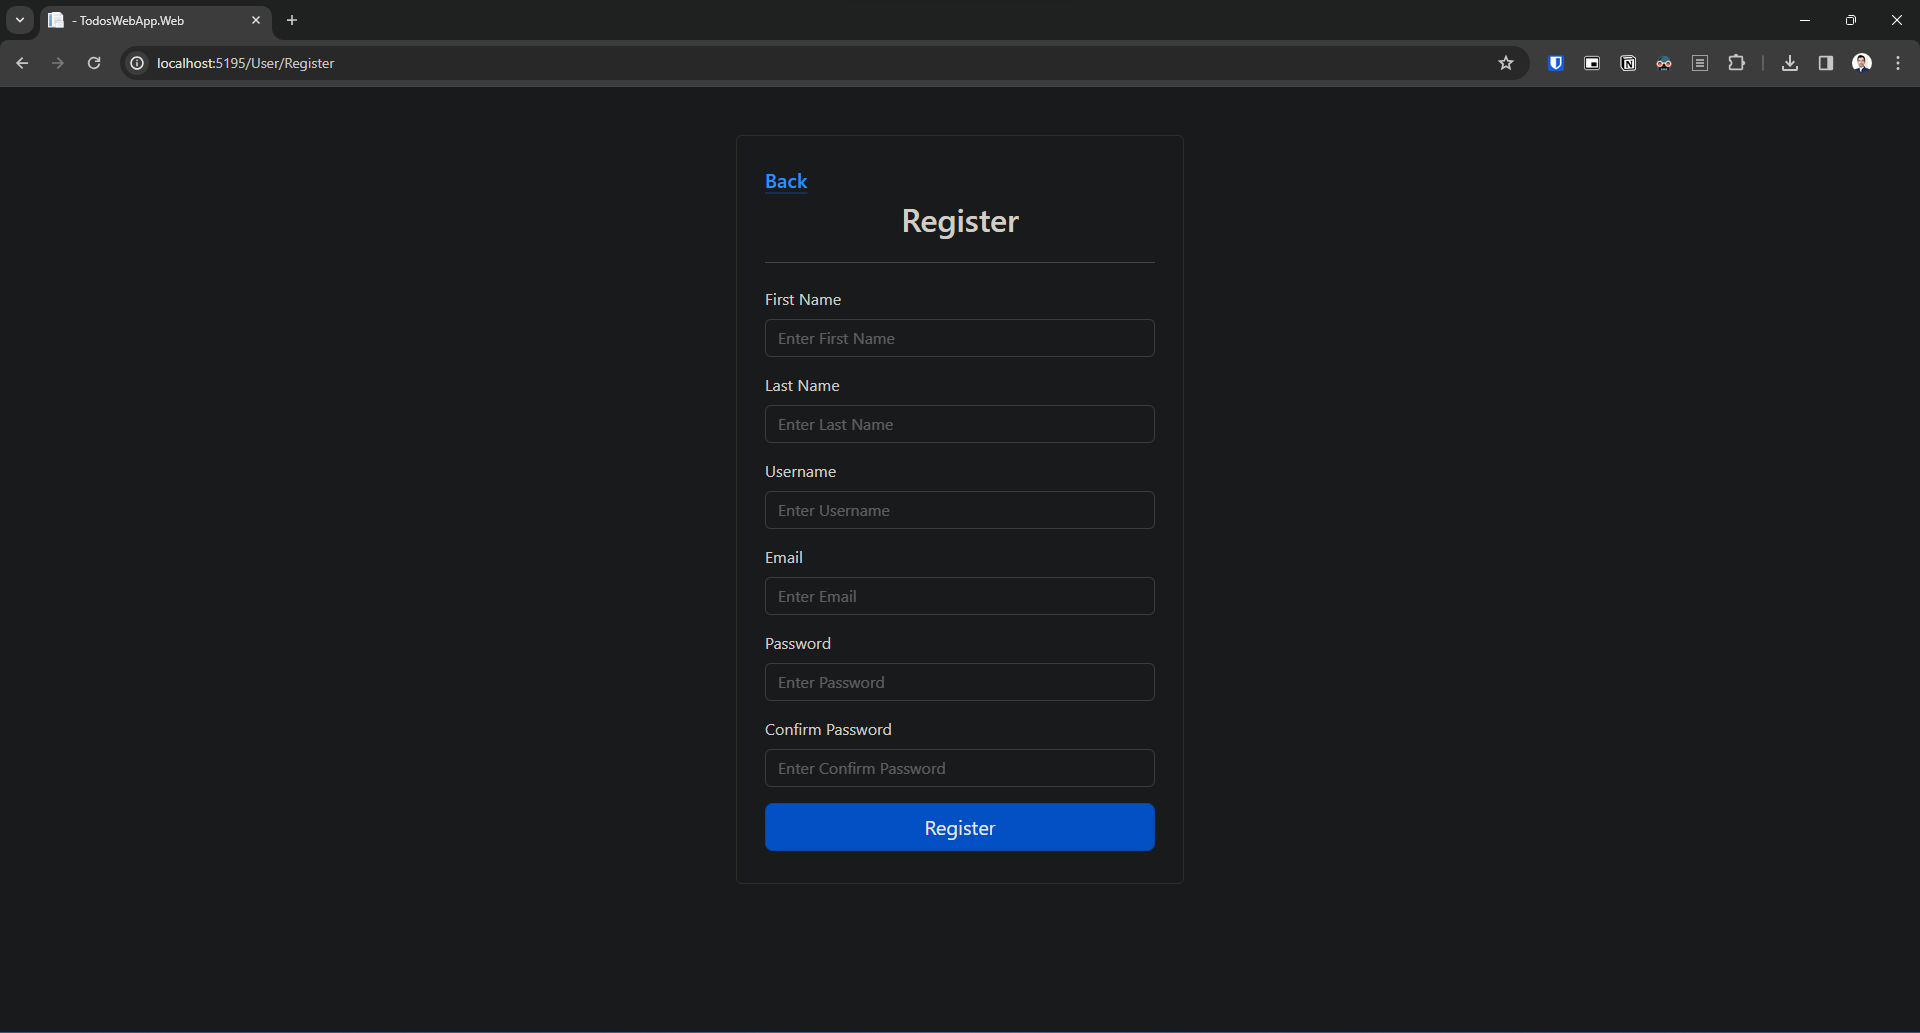 - TodosWebApp.Web
localhost:5195/User/Register
Back
Register
First Name
Enter First Name
Last Name
Enter Last Name
Username
Enter Username
Email
Enter Email
Password
Enter Password
Confirm Password
Enter Confirm Password
Register